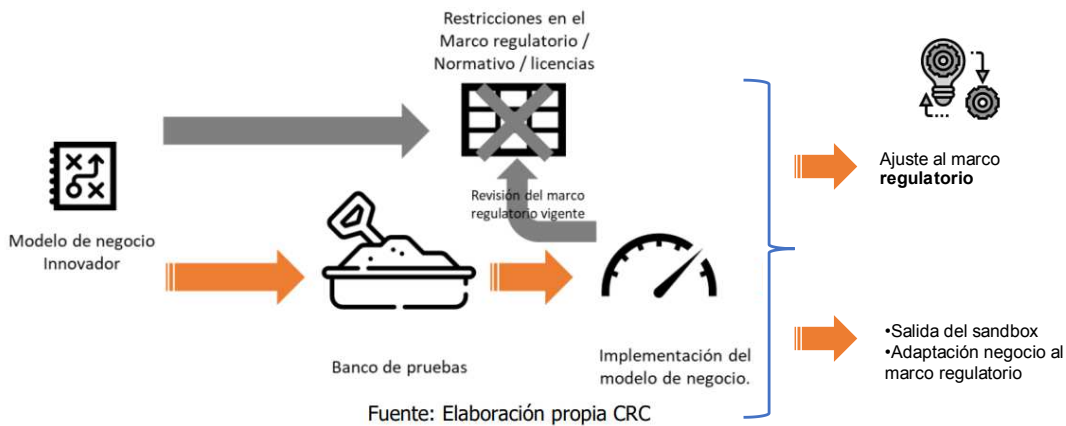 Restricciones en el
Marco regulatorio /
Normativo / licencias
Modelo de negocio
Innovador
Revisión del marco
regulatorio vigente
Banco de pruebas
Implementación del
modelo de negocio.
Ajuste al marco
regulatorio
•Salida del sandbox
•Adaptación negocio al
marco regulatorio
Fuente: Elaboración propia CRC